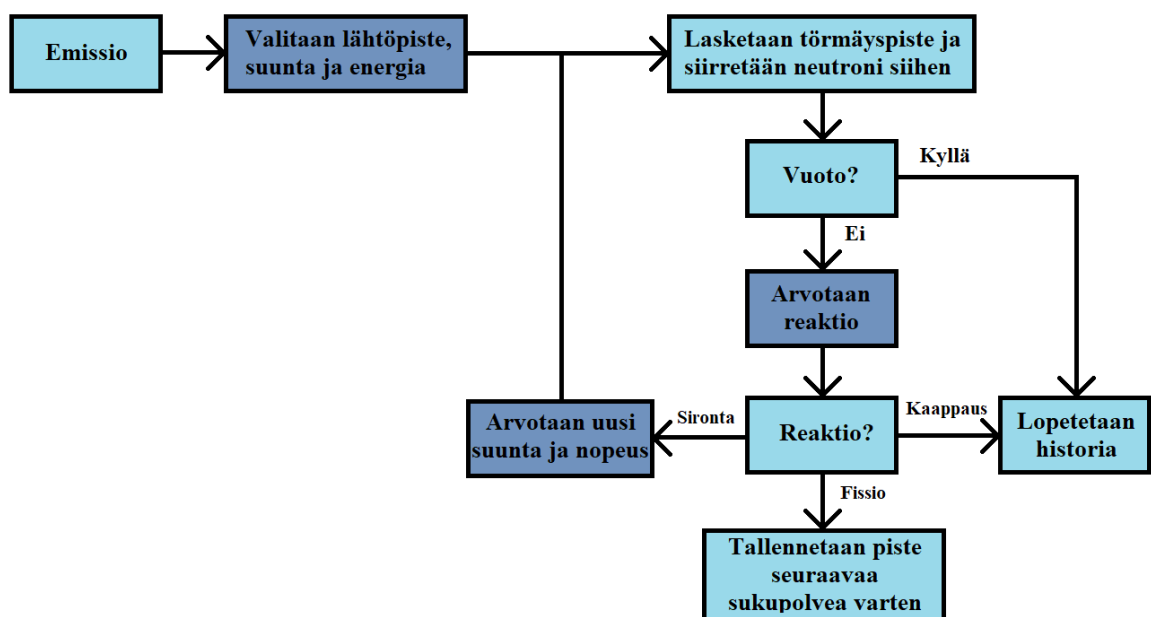 Emissio
Valitaan lähtöpiste,
suunta ja energia
Lasketaan törmäyspiste ja
siirretään neutroni siihen
Vuoto?
Kyllä
Ei
Arvotaan
reaktio
Arvotaan uusi
suunta ja nopeus
Sironta
Reaktio?
Kaappaus
Lopetetaan
historia
Fissio
Tallennetaan piste
seuraavaa
sukupolvea varten